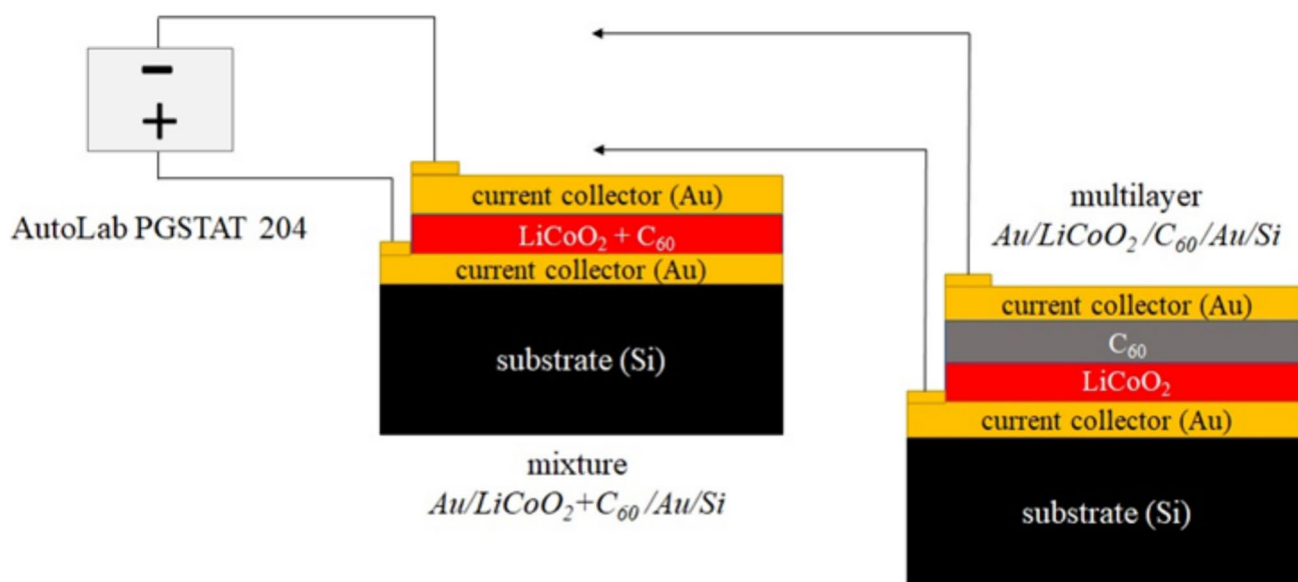 −
+
AutoLab PGSTAT 204
current collector (Au)
LiCoO₂ + C₆₀
current collector (Au)
substrate (Si)
mixture
Au/LiCoO₂+C₆₀/Au/Si
multilayer
Au/LiCoO₂/C₆₀/Au/Si
current collector (Au)
C₆₀
LiCoO₂
current collector (Au)
substrate (Si)